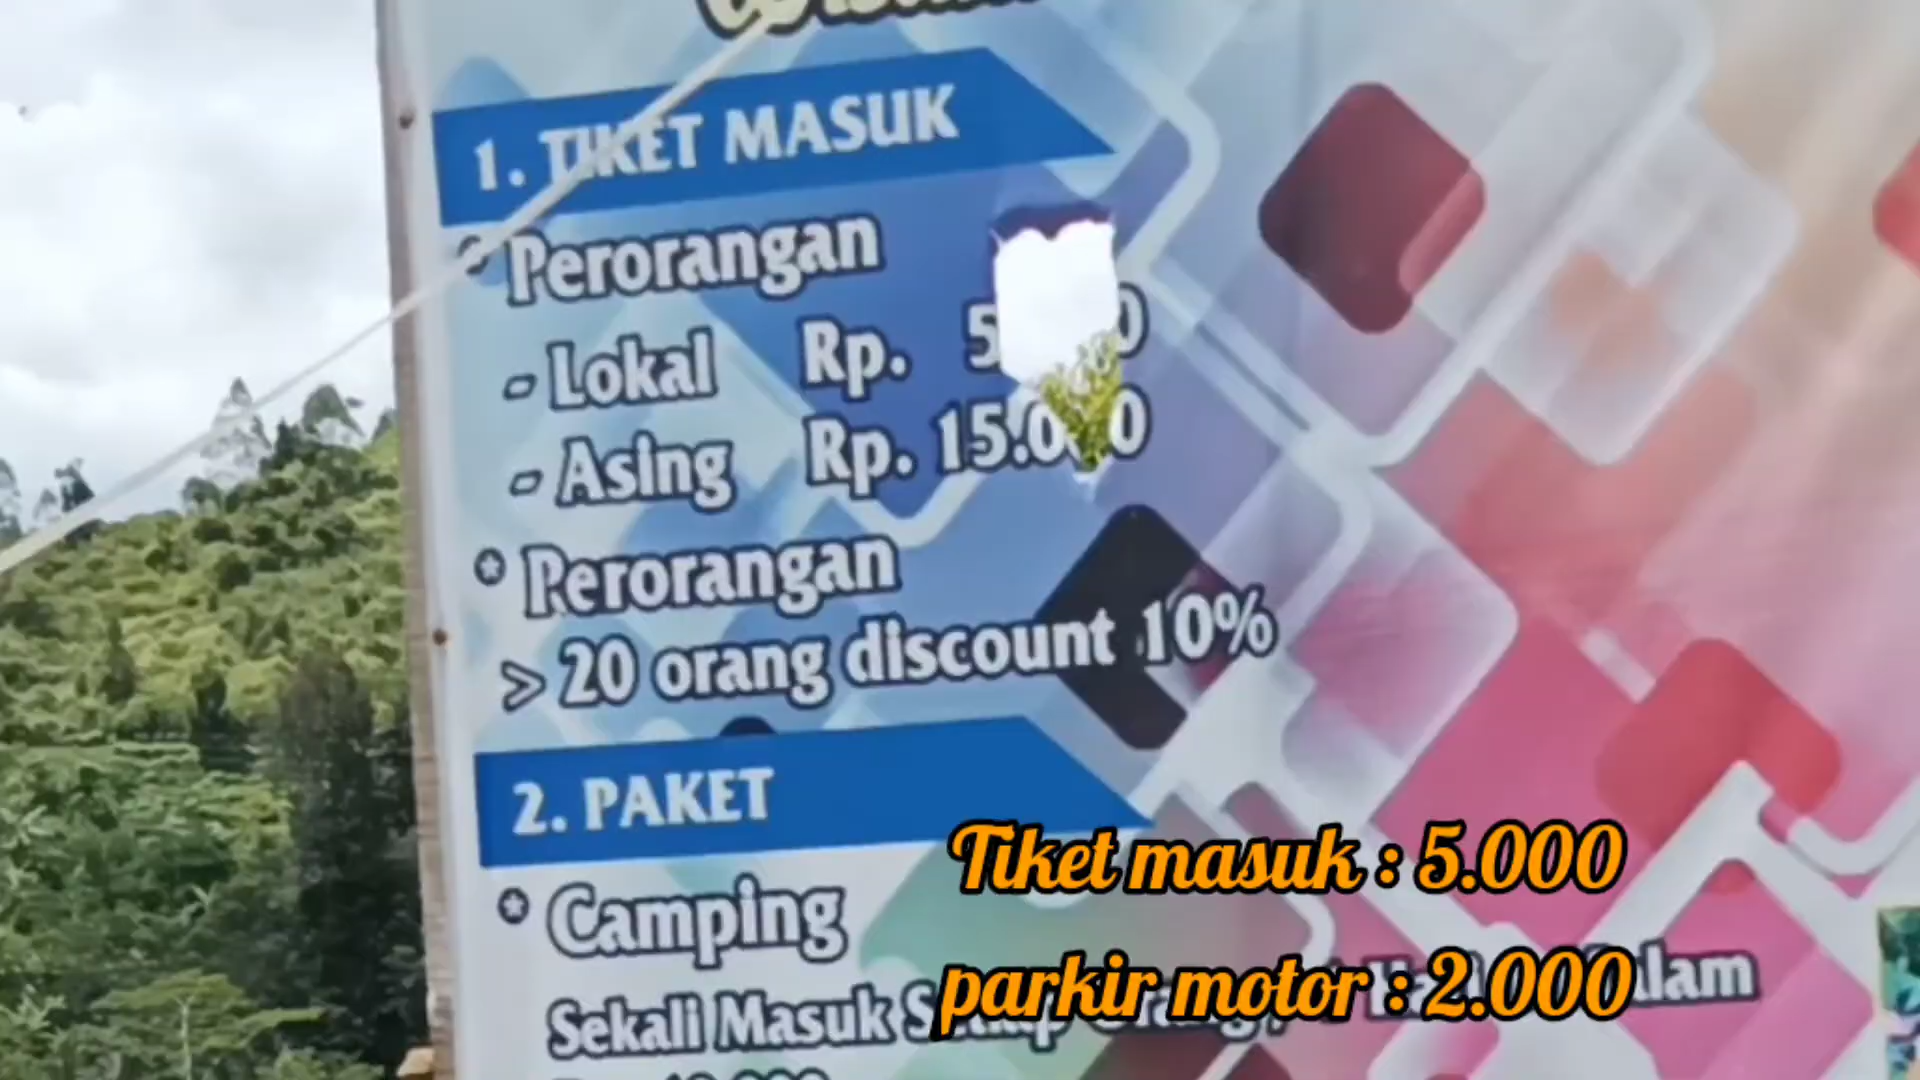 1. TIKET MASUK
* Perorangan
- Lokal Rp.
- Asing Rp. 15.000
* Perorangan
> 20 orang discount 10%
2. PAKET
* Camping
Sekali Masuk
Tiket masuk : 5.000
parkir motor : 2.000